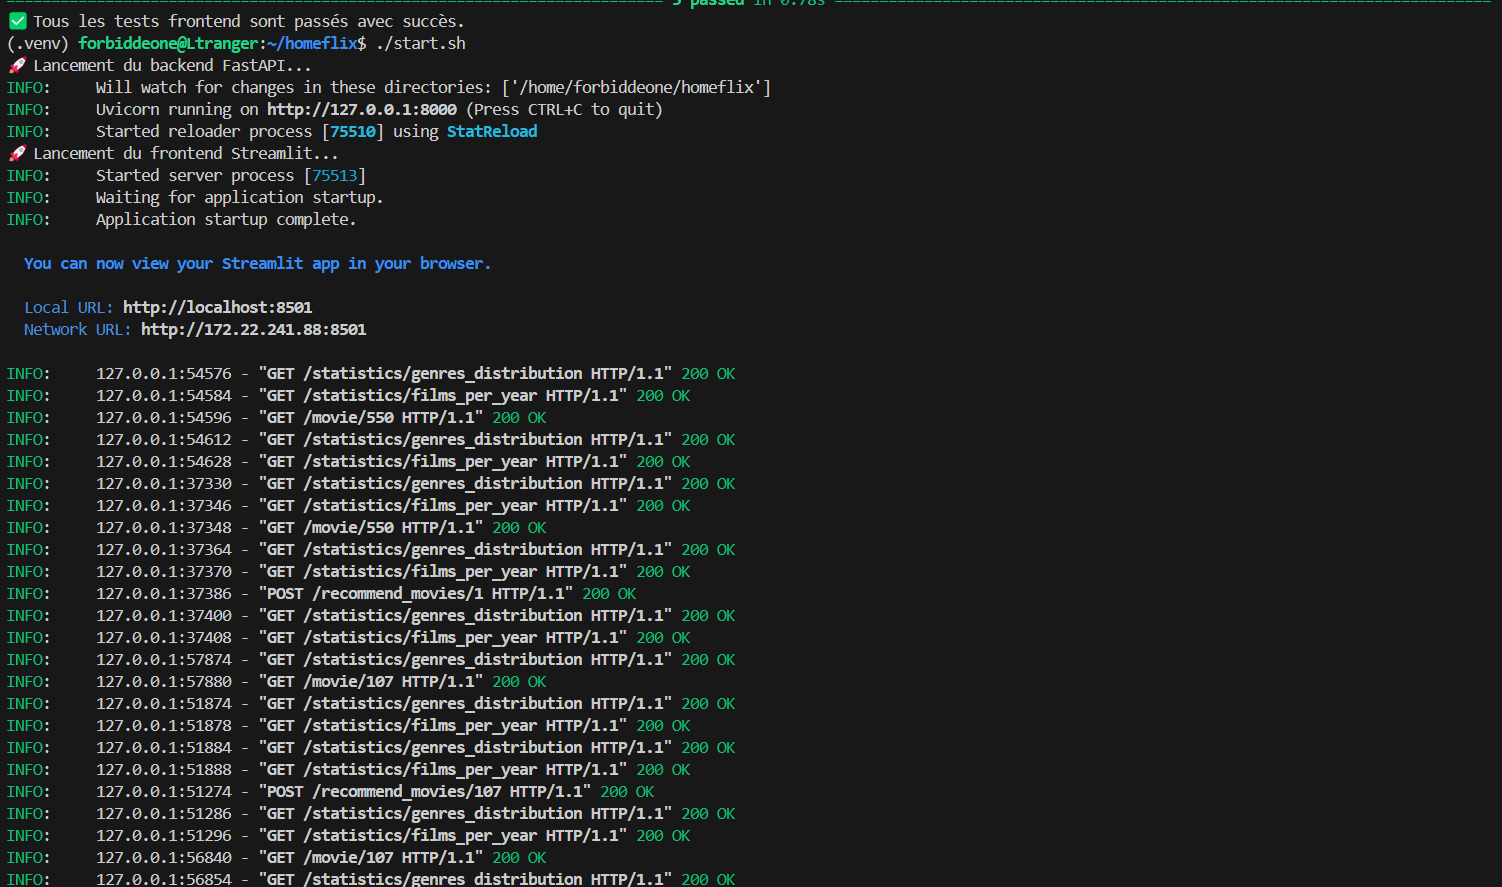 5 passed in 0.78s
✅ Tous les tests frontend sont passés avec succès.
(.venv) forbiddeone@Ltranger:~/homeflix$ ./start.sh
🚀 Lancement du backend FastAPI...
INFO:     Will watch for changes in these directories: ['/home/forbiddeone/homeflix']
INFO:     Uvicorn running on http://127.0.0.1:8000 (Press CTRL+C to quit)
INFO:     Started reloader process [75510] using StatReload
🚀 Lancement du frontend Streamlit...
INFO:     Started server process [75513]
INFO:     Waiting for application startup.
INFO:     Application startup complete.
You can now view your Streamlit app in your browser.
Local URL: http://localhost:8501
Network URL: http://172.22.241.88:8501
INFO:     127.0.0.1:54576 - "GET /statistics/genres_distribution HTTP/1.1" 200 OK
INFO:     127.0.0.1:54584 - "GET /statistics/films_per_year HTTP/1.1" 200 OK
INFO:     127.0.0.1:54596 - "GET /movie/550 HTTP/1.1" 200 OK
INFO:     127.0.0.1:54612 - "GET /statistics/genres_distribution HTTP/1.1" 200 OK
INFO:     127.0.0.1:54628 - "GET /statistics/films_per_year HTTP/1.1" 200 OK
INFO:     127.0.0.1:37330 - "GET /statistics/genres_distribution HTTP/1.1" 200 OK
INFO:     127.0.0.1:37346 - "GET /statistics/films_per_year HTTP/1.1" 200 OK
INFO:     127.0.0.1:37348 - "GET /movie/550 HTTP/1.1" 200 OK
INFO:     127.0.0.1:37364 - "GET /statistics/genres_distribution HTTP/1.1" 200 OK
INFO:     127.0.0.1:37370 - "GET /statistics/films_per_year HTTP/1.1" 200 OK
INFO:     127.0.0.1:37386 - "POST /recommend_movies/1 HTTP/1.1" 200 OK
INFO:     127.0.0.1:37400 - "GET /statistics/genres_distribution HTTP/1.1" 200 OK
INFO:     127.0.0.1:37408 - "GET /statistics/films_per_year HTTP/1.1" 200 OK
INFO:     127.0.0.1:57874 - "GET /statistics/genres_distribution HTTP/1.1" 200 OK
INFO:     127.0.0.1:57880 - "GET /movie/107 HTTP/1.1" 200 OK
INFO:     127.0.0.1:51874 - "GET /statistics/genres_distribution HTTP/1.1" 200 OK
INFO:     127.0.0.1:51878 - "GET /statistics/films_per_year HTTP/1.1" 200 OK
INFO:     127.0.0.1:51884 - "GET /statistics/genres_distribution HTTP/1.1" 200 OK
INFO:     127.0.0.1:51888 - "GET /statistics/films_per_year HTTP/1.1" 200 OK
INFO:     127.0.0.1:51274 - "POST /recommend_movies/107 HTTP/1.1" 200 OK
INFO:     127.0.0.1:51286 - "GET /statistics/genres_distribution HTTP/1.1" 200 OK
INFO:     127.0.0.1:51296 - "GET /statistics/films_per_year HTTP/1.1" 200 OK
INFO:     127.0.0.1:56840 - "GET /movie/107 HTTP/1.1" 200 OK
INFO:     127.0.0.1:56854 - "GET /statistics/genres_distribution HTTP/1.1" 200 OK